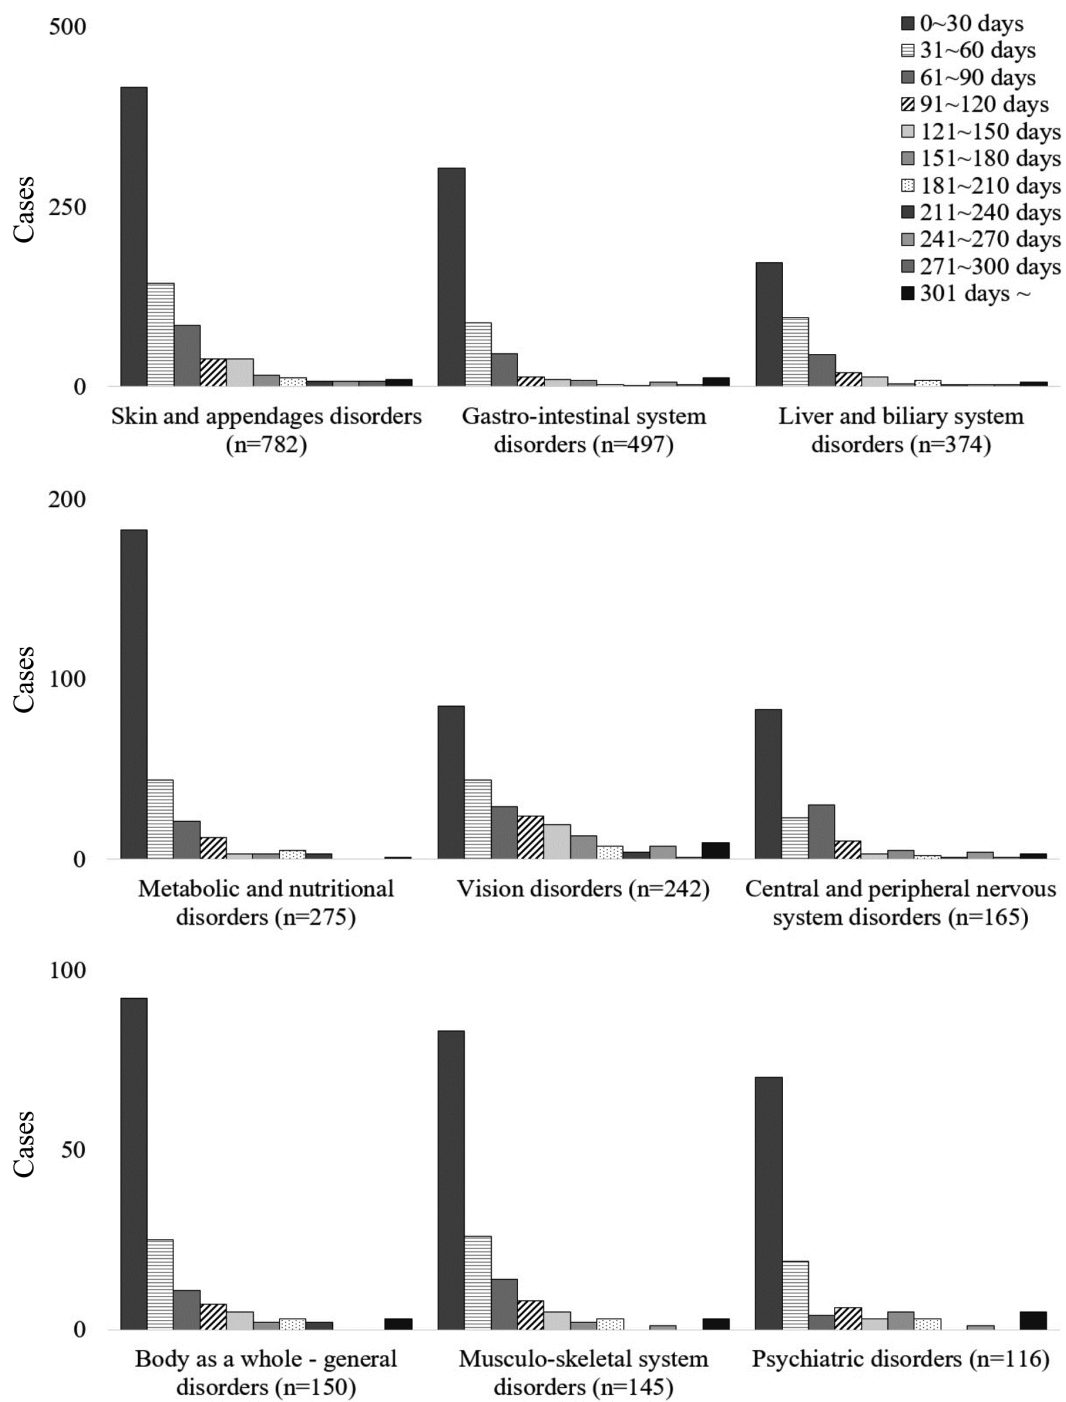 500
250
0
Cases
0~30 days
31~60 days
61~90 days
91~120 days
121~150 days
151~180 days
181~210 days
211~240 days
241~270 days
271~300 days
301 days ~
Skin and appendages disorders
(n=782)
Gastro-intestinal system
disorders (n=497)
Liver and biliary system
disorders (n=374)
200
100
0
Cases
Metabolic and nutritional
disorders (n=275)
Vision disorders (n=242)
Central and peripheral nervous
system disorders (n=165)
100
50
0
Cases
Body as a whole - general
disorders (n=150)
Musculo-skeletal system
disorders (n=145)
Psychiatric disorders (n=116)